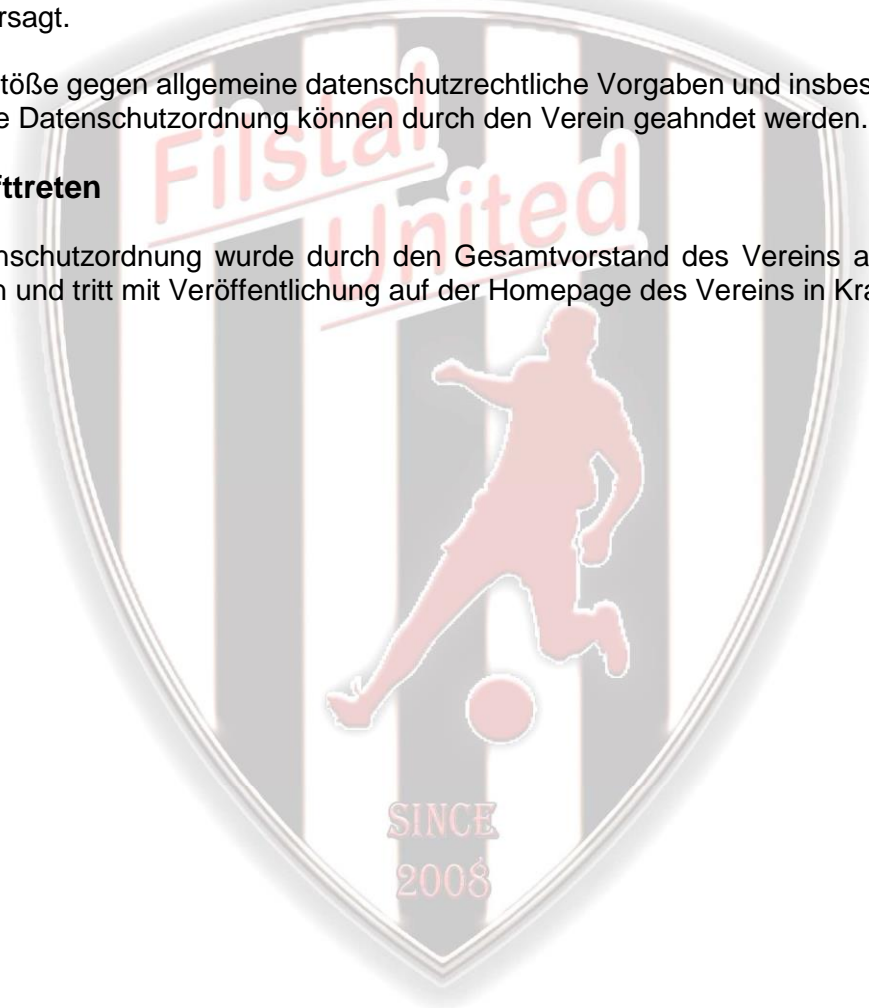 rsagt.
töße gegen allgemeine datenschutzrechtliche Vorgaben und insbes
e Datenschutzordnung können durch den Verein geahndet werden.
Filstal
United
fttreten
nschutzordnung wurde durch den Gesamtvorstand des Vereins a
n und tritt mit Veröffentlichung auf der Homepage des Vereins in Kra
SINCE
2008